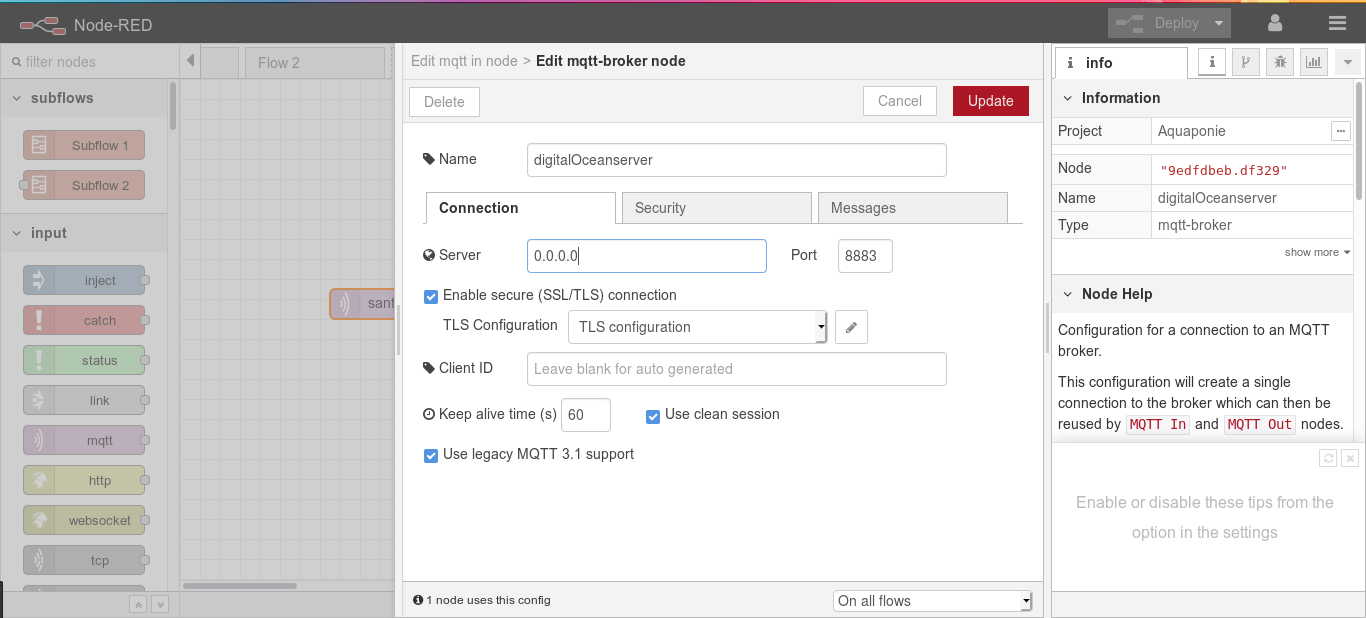 Node-RED
Deploy
filter nodes
subflows
Subflow 1
Subflow 2
input
inject
catch
status
link
mqtt
http
websocket
tcp
Flow 2
sant
Edit mqtt in node > Edit mqtt-broker node
Delete
Cancel
Update
Name
digitalOceanserver
Connection
Security
Messages
Server
0.0.0.0
Port
8883
Enable secure (SSL/TLS) connection
TLS Configuration
TLS configuration
Client ID
Leave blank for auto generated
Keep alive time (s)
60
Use clean session
Use legacy MQTT 3.1 support
1 node uses this config
On all flows
info
Information
Project
Aquaponie
...
Node
"9edfdbeb.df329"
Name
digitalOceanserver
Type
mqtt-broker
show more
Node Help
Configuration for a connection to an MQTT
broker.
This configuration will create a single
connection to the broker which can then be
reused by MQTT In and MQTT Out nodes.
Enable or disable these tips from the
option in the settings